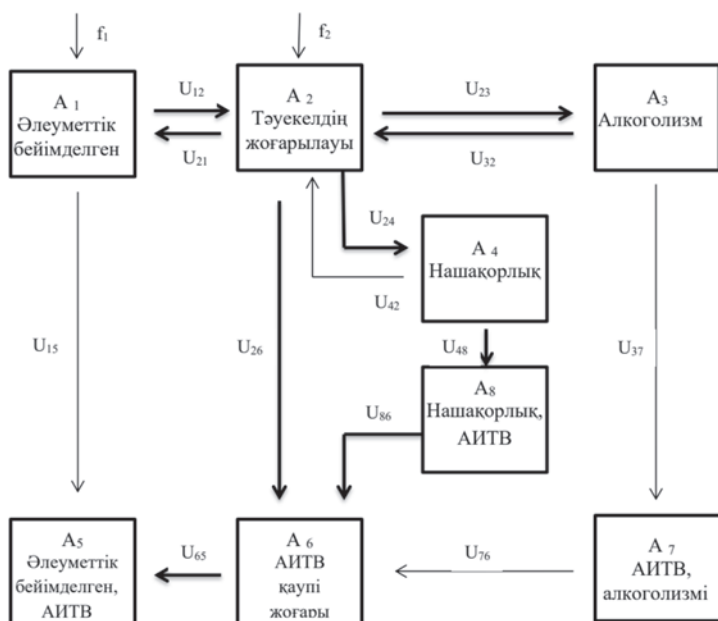 f₁
f₂
A ₁
Әлеуметтік
бейімделген
U₁₂
U₂₁
A ₂
Тәуекелдің
жоғарылауы
U₂₃
U₃₂
A₃
Алкоголизм
U₂₄
U₄₂
A ₄
Нашақорлық
U₁₅
U₂₆
U₄₈
U₃₇
A₈
Нашақорлық,
АИТВ
U₈₆
A₅
Әлеуметтік
бейімделген,
АИТВ
U₆₅
A ₆
АИТВ
қаупі
жоғары
U₇₆
A ₇
АИТВ,
алкоголизмі